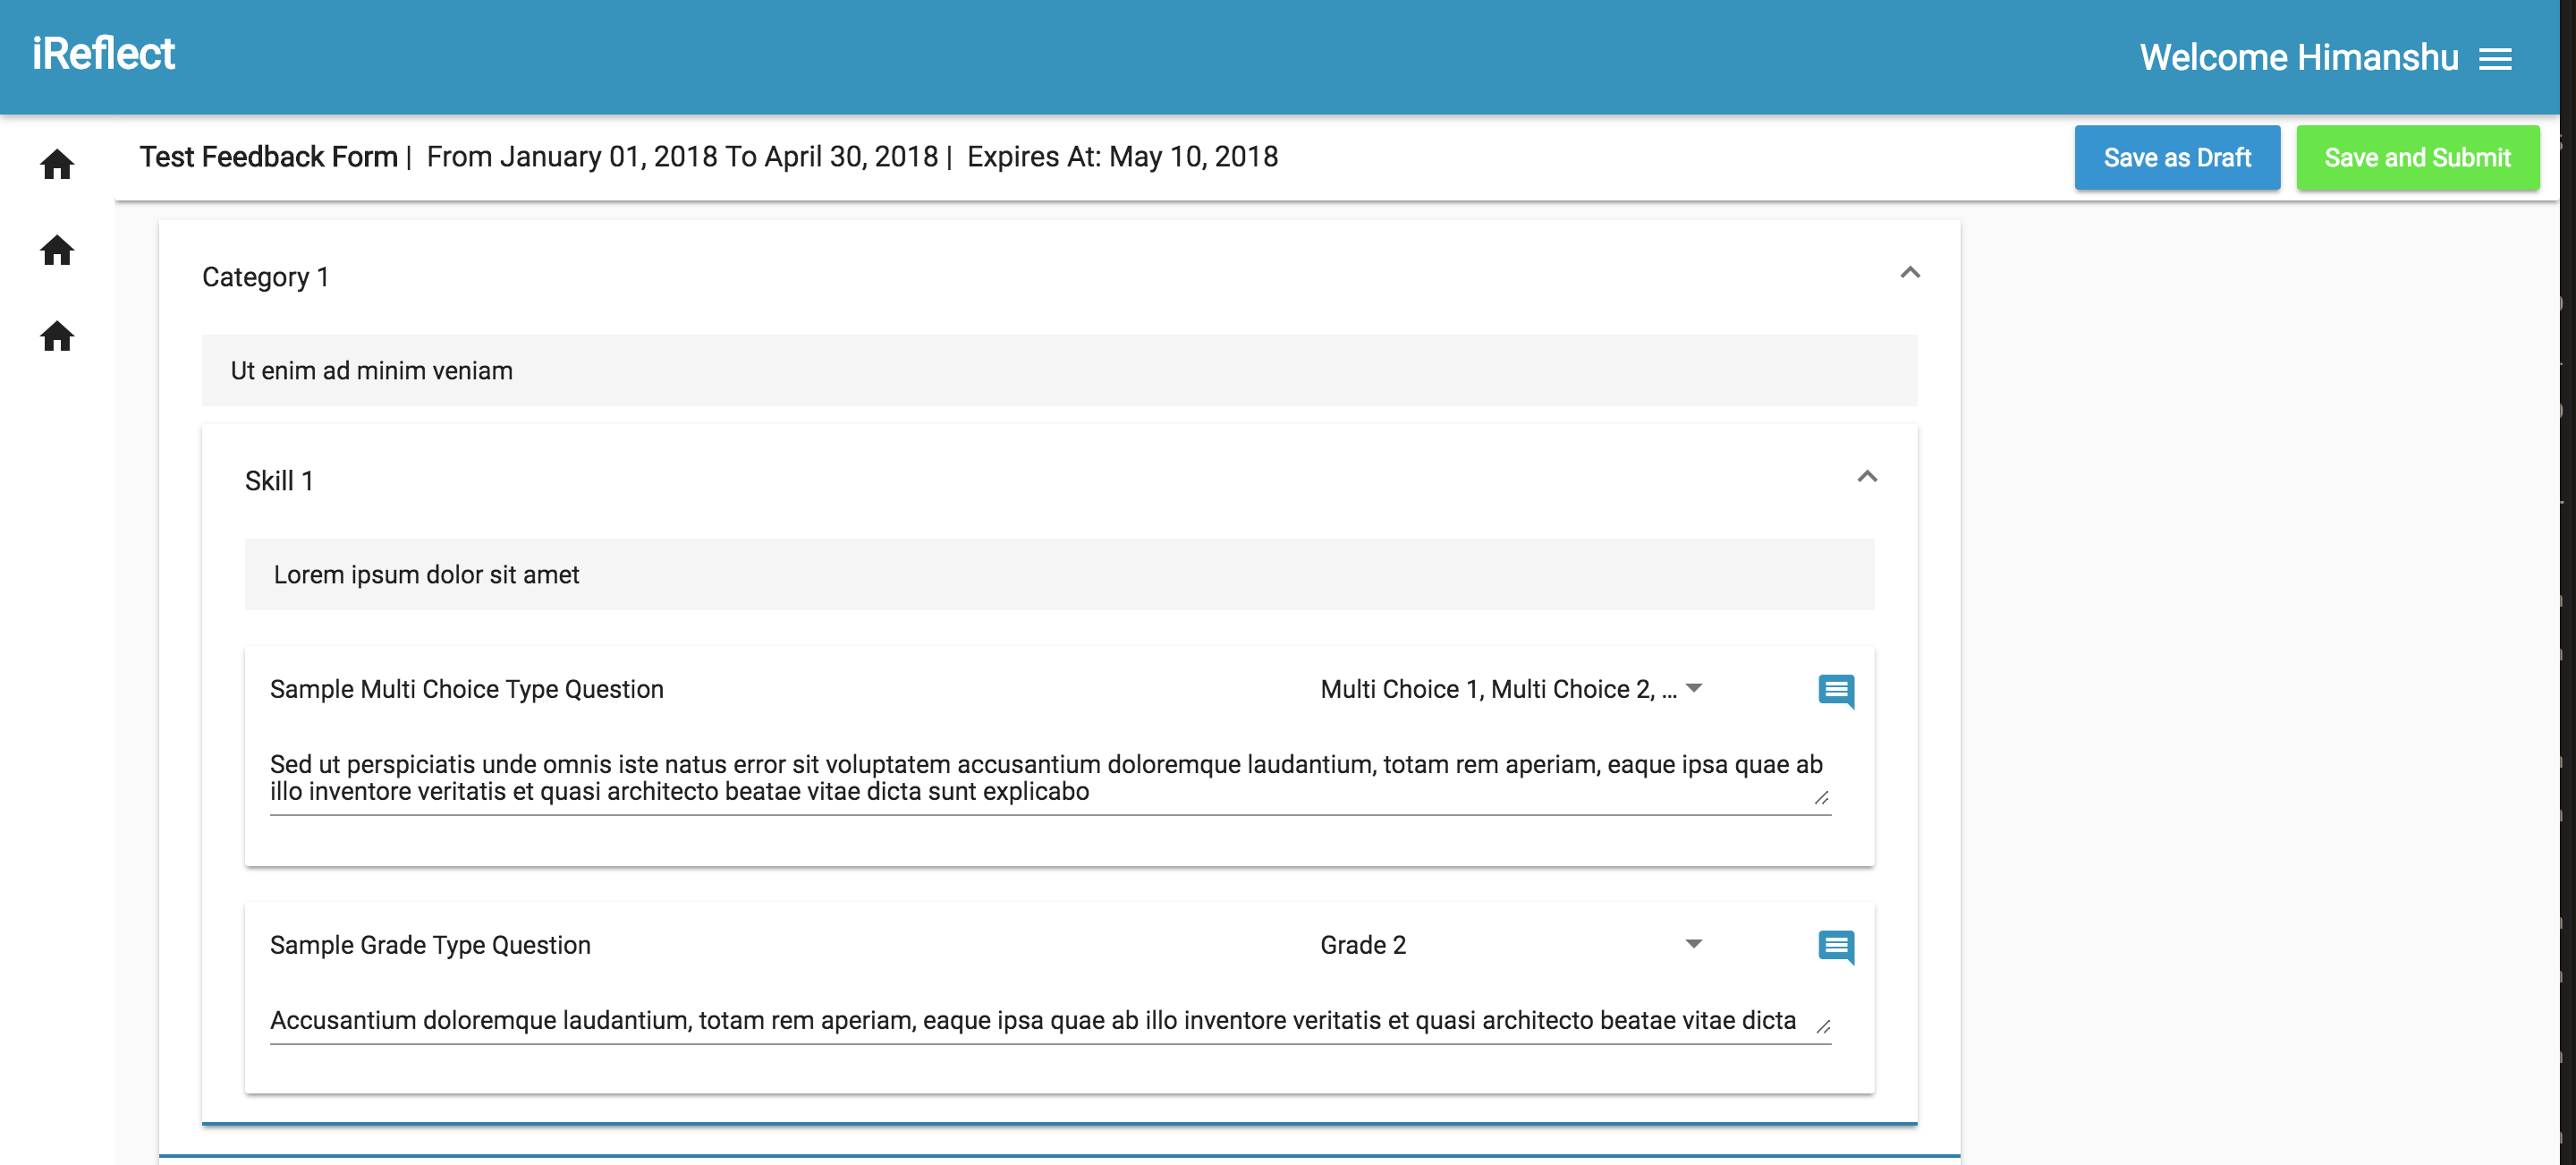 iReflect
Welcome Himanshu
Test Feedback Form | From January 01, 2018 To April 30, 2018 | Expires At: May 10, 2018
Save as Draft
Save and Submit
Category 1
Ut enim ad minim veniam
Skill 1
Lorem ipsum dolor sit amet
Sample Multi Choice Type Question
Multi Choice 1, Multi Choice 2, ...
Sed ut perspiciatis unde omnis iste natus error sit voluptatem accusantium doloremque laudantium, totam rem aperiam, eaque ipsa quae ab
illo inventore veritatis et quasi architecto beatae vitae dicta sunt explicabo
Sample Grade Type Question
Grade 2
Accusantium doloremque laudantium, totam rem aperiam, eaque ipsa quae ab illo inventore veritatis et quasi architecto beatae vitae dicta